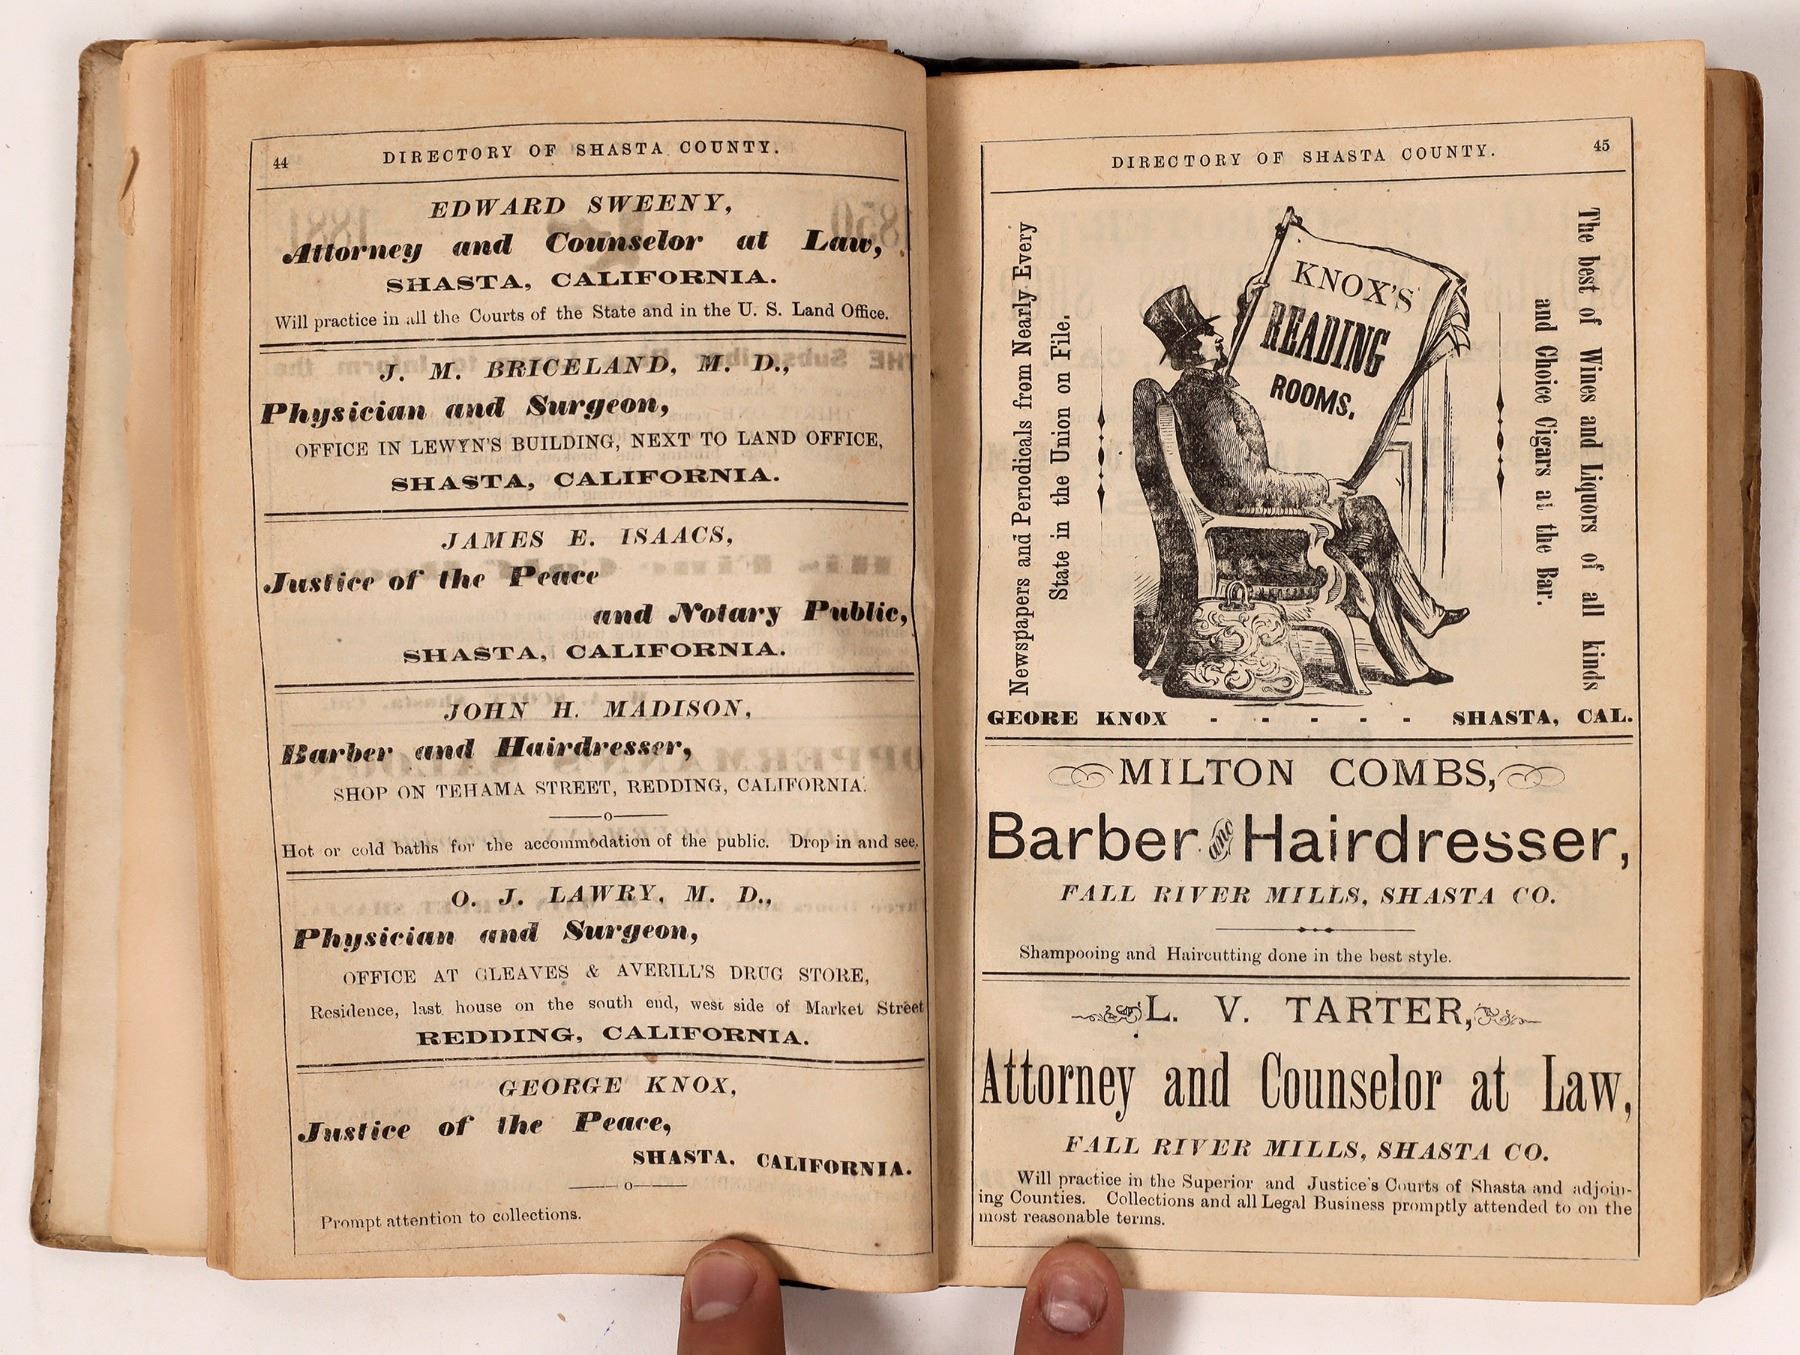 44
DIRECTORY OF SHASTA COUNTY.
EDWARD SWEENY,
Attorney and Counselor at Law,
SHASTA, CALIFORNIA.
Will practice in all the Courts of the State and in the U. S. Land Office.
J. M. BRICELAND, M. D.,
Physician and Surgeon,
OFFICE IN LEWYN'S BUILDING, NEXT TO LAND OFFICE,
SHASTA, CALIFORNIA.
JAMES E. ISAACS,
Justice of the Peace
and Notary Public,
SHASTA, CALIFORNIA.
JOHN H. MADISON,
Barber and Hairdresser,
SHOP ON TEHAMA STREET, REDDING, CALIFORNIA.
Hot or cold baths for the accommodation of the public. Drop in and see.
O. J. LAWRY, M. D.,
Physician and Surgeon,
OFFICE AT GLEAVES & AVERILL'S DRUG STORE,
Residence, last house on the south end, west side of Market Street
REDDING, CALIFORNIA.
GEORGE KNOX,
Justice of the Peace,
SHASTA, CALIFORNIA.
Prompt attention to collections.
DIRECTORY OF SHASTA COUNTY.
45
Newspapers and Periodicals from Nearly Every
State in the Union on File.
KNOX'S
READING
ROOMS.
The best of Wines and Liquors of all kinds
and Choice Cigars at the Bar.
GEORE KNOX - - - - - SHASTA, CAL.
MILTON COMBS,
Barber and Hairdresser,
FALL RIVER MILLS, SHASTA CO.
Shampooing and Haircutting done in the best style.
L. V. TARTER,
Attorney and Counselor at Law,
FALL RIVER MILLS, SHASTA CO.
Will practice in the Superior and Justice's Courts of Shasta and adjoin-
ing Counties. Collections and all Legal Business promptly attended to on the
most reasonable terms.